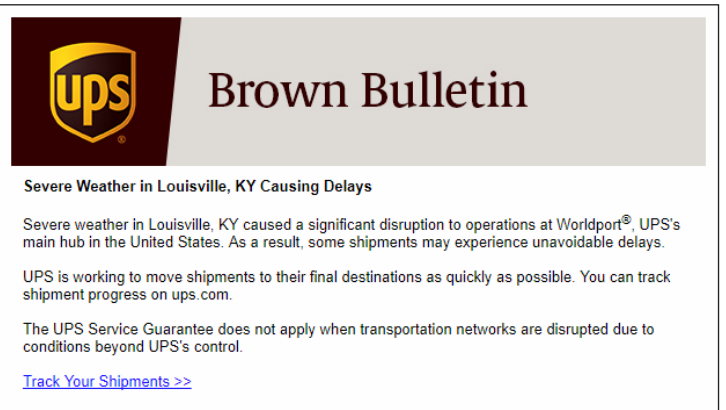 ups
Brown Bulletin
Severe Weather in Louisville, KY Causing Delays
Severe weather in Louisville, KY caused a significant disruption to operations at Worldport®, UPS's
main hub in the United States. As a result, some shipments may experience unavoidable delays.
UPS is working to move shipments to their final destinations as quickly as possible. You can track
shipment progress on ups.com.
The UPS Service Guarantee does not apply when transportation networks are disrupted due to
conditions beyond UPS's control.
Track Your Shipments >>